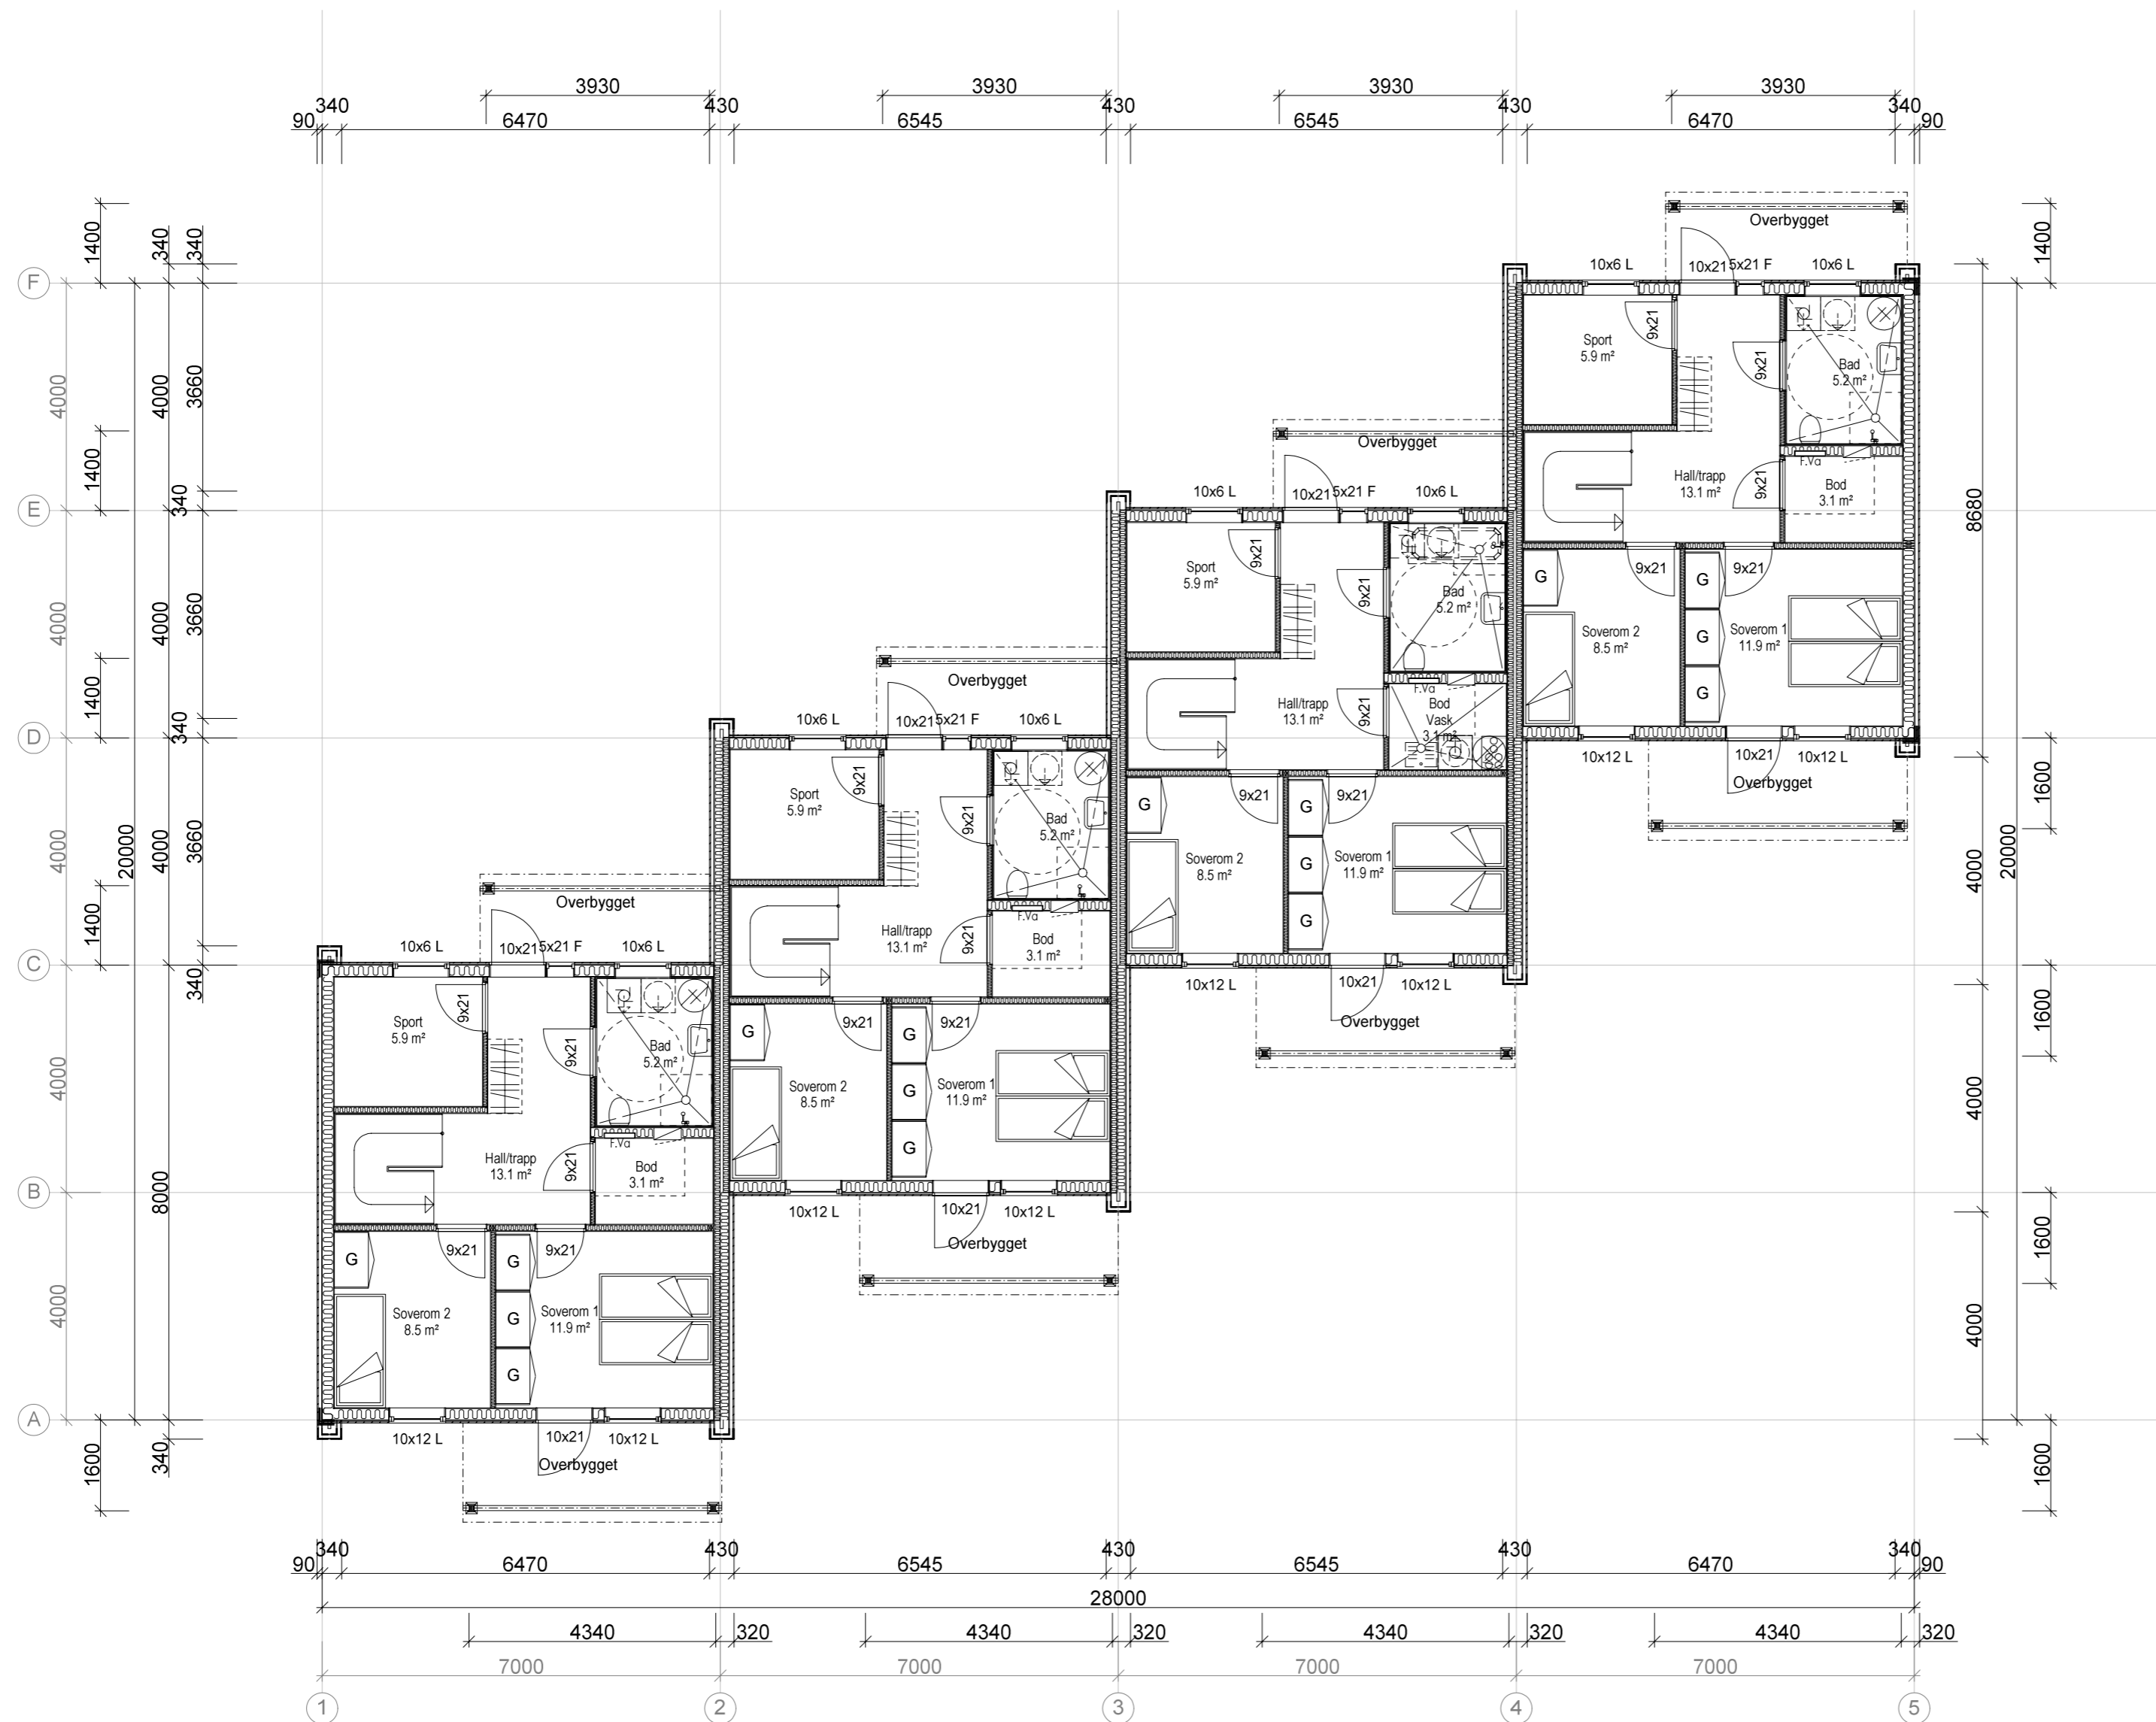 3930 3930 3930 3930
340 430 430 430 340
90 6470 6545 6545 6470 90
1400 340 340 Overbygget 1400
F 10x6 L 10x21 5x21 F 10x6 L
9x21
Sport
5.9 m²
9x21
Bad
5.2 m²
4000 4000 3660
Overbygget
1400
F.Va
Hall/trapp
13.1 m²
9x21
Bod
3.1 m²
340
E 10x6 L 10x21 5x21 F 10x6 L
8680
9x21
Sport
5.9 m²
9x21
Bad
5.2 m²
G 9x21 G 9x21
G
G
Soverom 2
8.5 m²
Soverom 1
11.9 m²
4000 4000 3660
1400
Overbygget
F.Va
Hall/trapp
13.1 m²
9x21
Bod
Vask
3.1 m²
340
D 10x6 L 10x21 5x21 F 10x6 L
10x12 L 10x21 10x12 L
Overbygget
1600
9x21
Sport
5.9 m²
9x21
Bad
5.2 m²
G 9x21 G 9x21
G
G
Soverom 2
8.5 m²
Soverom 1
11.9 m²
4000 20000 4000 3660
4000 20000
1400
Overbygget
F.Va
Hall/trapp
13.1 m²
9x21
Bod
3.1 m²
340
C 10x6 L 10x21 5x21 F 10x6 L
10x12 L 10x21 10x12 L
Overbygget
1600
9x21
Sport
5.9 m²
9x21
Bad
5.2 m²
G 9x21 G 9x21
G
G
Soverom 2
8.5 m²
Soverom 1
11.9 m²
4000
4000
F.Va
Hall/trapp
13.1 m²
9x21
Bod
3.1 m²
B
8000
10x12 L 10x21 10x12 L
Overbygget
1600
G 9x21 G 9x21
G
G
Soverom 2
8.5 m²
Soverom 1
11.9 m²
4000
4000
A
1600 340
10x12 L 10x21 10x12 L
Overbygget
1600
340 430 430 430 340
90 6470 6545 6545 6470 90
28000
4340 320 4340 320 4340 320 4340 320
7000 7000 7000 7000
1 2 3 4 5